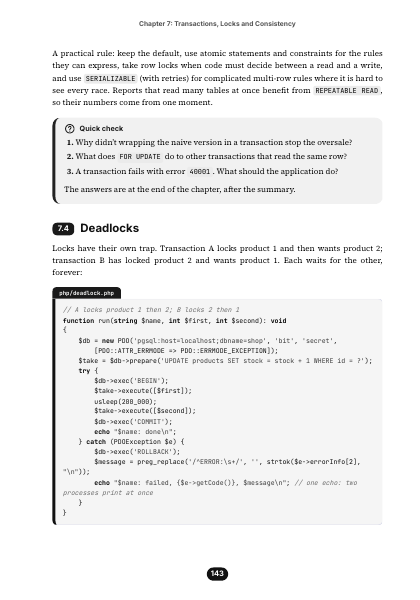 Chapter 7: Transactions, Locks and Consistency
A practical rule: keep the default, use atomic statements and constraints for the rules
they can express, take row locks when code must decide between a read and a write,
and use SERIALIZABLE (with retries) for complicated multi-row rules where it is hard to
see every race. Reports that read many tables at once benefit from REPEATABLE READ,
so their numbers come from one moment.
Quick check
1. Why didn't wrapping the naive version in a transaction stop the oversale?
2. What does FOR UPDATE do to other transactions that read the same row?
3. A transaction fails with error 40001. What should the application do?
The answers are at the end of the chapter, after the summary.
7.4 Deadlocks
Locks have their own trap. Transaction A locks product 1 and then wants product 2;
transaction B has locked product 2 and wants product 1. Each waits for the other,
forever:
php/deadlock.php
// A locks product 1 then 2; B locks 2 then 1
function run(string $name, int $first, int $second): void
{
    $db = new PDO('pgsql:host=localhost;dbname=shop', 'bit', 'secret',
        [PDO::ATTR_ERRMODE => PDO::ERRMODE_EXCEPTION]);
    $take = $db->prepare('UPDATE products SET stock = stock + 1 WHERE id = ?');
    try {
        $db->exec('BEGIN');
        $take->execute([$first]);
        usleep(200_000);
        $take->execute([$second]);
        $db->exec('COMMIT');
        echo "$name: done\n";
    } catch (PDOException $e) {
        $db->exec('ROLLBACK');
        $message = preg_replace('/^ERROR:\s+/', '', strtok($e->errorInfo[2],
"\n"));
        echo "$name: failed, {$e->getCode()}, $message\n"; // one echo: two
processes print at once
    }
}
143